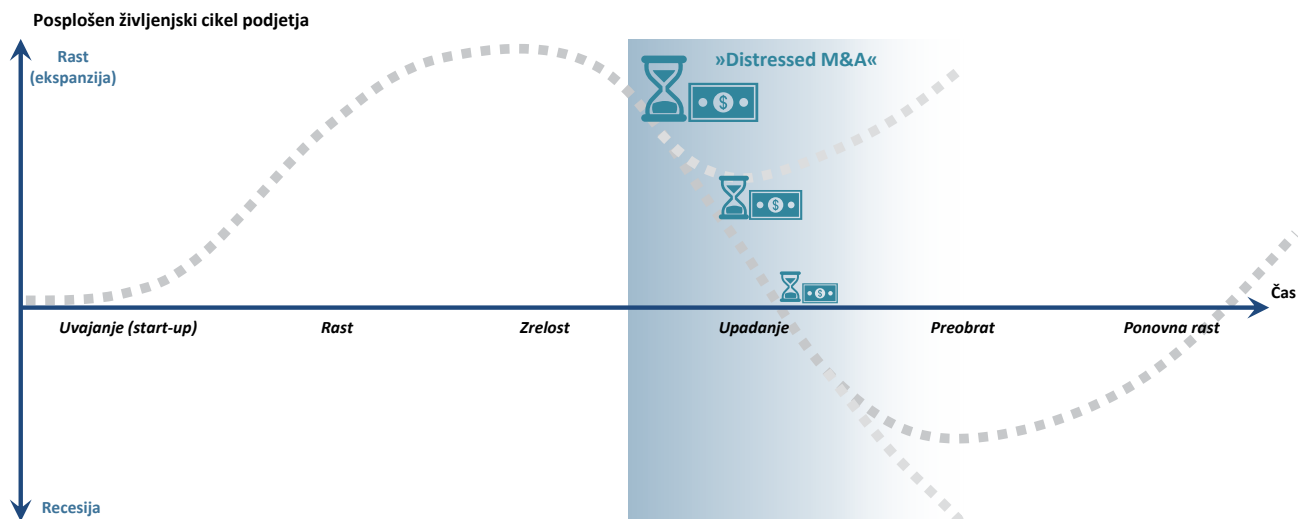 Posplošen življenjski cikel podjetja
Rast
(ekspanzija)
»Distressed M&A«
$
$
$
Čas
Uvajanje (start-up)
Rast
Zrelost
Upadanje
Preobrat
Ponovna rast
Recesija